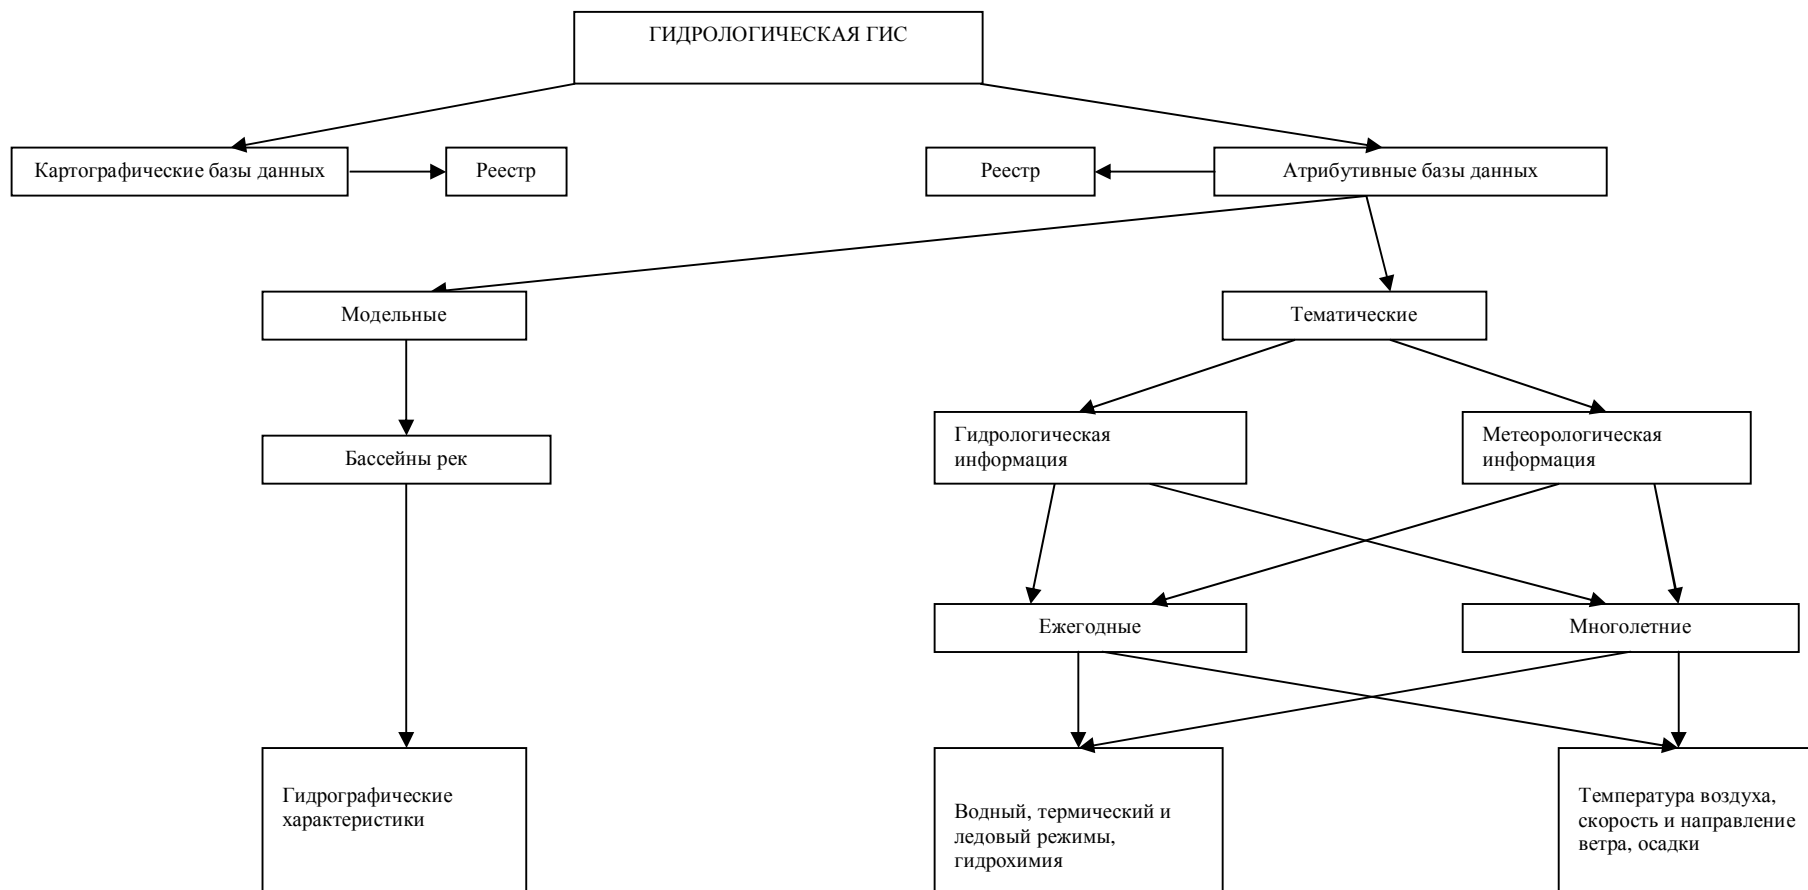 ГИДРОЛОГИЧЕСКАЯ ГИС
Картографические базы данных
Реестр
Реестр
Атрибутивные базы данных
Модельные
Тематические
Гидрологическая
информация
Метеорологическая
информация
Бассейны рек
Ежегодные
Многолетние
Гидрографические
характеристики
Водный, термический и
ледовый режимы,
гидрохимия
Температура воздуха,
скорость и направление
ветра, осадки